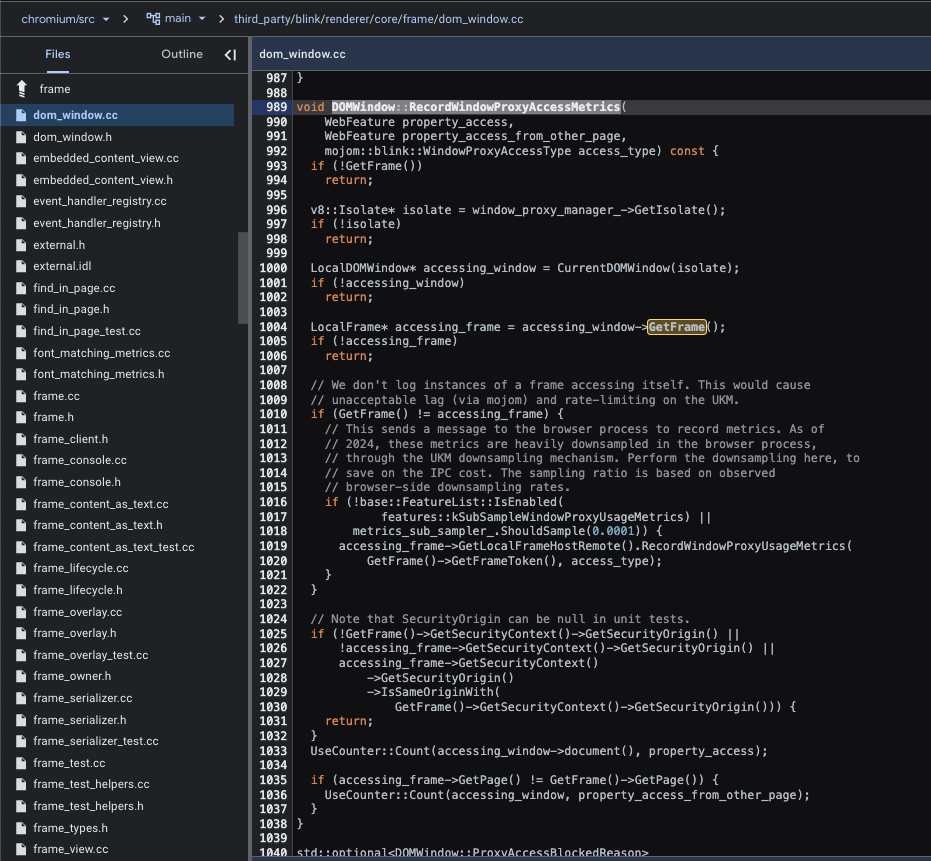 chromium/src main third_party/blink/renderer/core/frame/dom_window.cc
Files Outline
frame
dom_window.cc
dom_window.h
embedded_content_view.cc
embedded_content_view.h
event_handler_registry.cc
event_handler_registry.h
external.h
external.idl
find_in_page.cc
find_in_page.h
find_in_page_test.cc
font_matching_metrics.cc
font_matching_metrics.h
frame.cc
frame.h
frame_client.h
frame_console.cc
frame_console.h
frame_content_as_text.cc
frame_content_as_text.h
frame_content_as_text_test.cc
frame_lifecycle.cc
frame_lifecycle.h
frame_overlay.cc
frame_overlay.h
frame_overlay_test.cc
frame_owner.h
frame_serializer.cc
frame_serializer.h
frame_serializer_test.cc
frame_test.cc
frame_test_helpers.cc
frame_test_helpers.h
frame_types.h
frame_view.cc
dom_window.cc
987 }
988
989 void DOMWindow::RecordWindowProxyAccessMetrics(
990     WebFeature property_access,
991     WebFeature property_access_from_other_page,
992     mojom::blink::WindowProxyAccessType access_type) const {
993   if (!GetFrame())
994     return;
995
996   v8::Isolate* isolate = window_proxy_manager_->GetIsolate();
997   if (!isolate)
998     return;
999
1000   LocalDOMWindow* accessing_window = CurrentDOMWindow(isolate);
1001   if (!accessing_window)
1002     return;
1003
1004   LocalFrame* accessing_frame = accessing_window->GetFrame();
1005   if (!accessing_frame)
1006     return;
1007
1008   // We don't log instances of a frame accessing itself. This would cause
1009   // unacceptable lag (via mojom) and rate-limiting on the UKM.
1010   if (GetFrame() != accessing_frame) {
1011     // This sends a message to the browser process to record metrics. As of
1012     // 2024, these metrics are heavily downsampled in the browser process,
1013     // through the UKM downsampling mechanism. Perform the downsampling here, to
1014     // save on the IPC cost. The sampling ratio is based on observed
1015     // browser-side downsampling rates.
1016     if (!base::FeatureList::IsEnabled(
1017             features::kSubSampleWindowProxyUsageMetrics) ||
1018         metrics_sub_sampler_.ShouldSample(0.0001)) {
1019       accessing_frame->GetLocalFrameHostRemote().RecordWindowProxyUsageMetrics(
1020           GetFrame()->GetFrameToken(), access_type);
1021     }
1022   }
1023
1024   // Note that SecurityOrigin can be null in unit tests.
1025   if (!GetFrame()->GetSecurityContext()->GetSecurityOrigin() ||
1026       !accessing_frame->GetSecurityContext()->GetSecurityOrigin() ||
1027       accessing_frame->GetSecurityContext()
1028           ->GetSecurityOrigin()
1029           ->IsSameOriginWith(
1030               GetFrame()->GetSecurityContext()->GetSecurityOrigin())) {
1031     return;
1032   }
1033   UseCounter::Count(accessing_window->document(), property_access);
1034
1035   if (accessing_frame->GetPage() != GetFrame()->GetPage()) {
1036     UseCounter::Count(accessing_window, property_access_from_other_page);
1037   }
1038 }
1039
1040 std::optional<DOMWindow::ProxyAccessBlockedReason>